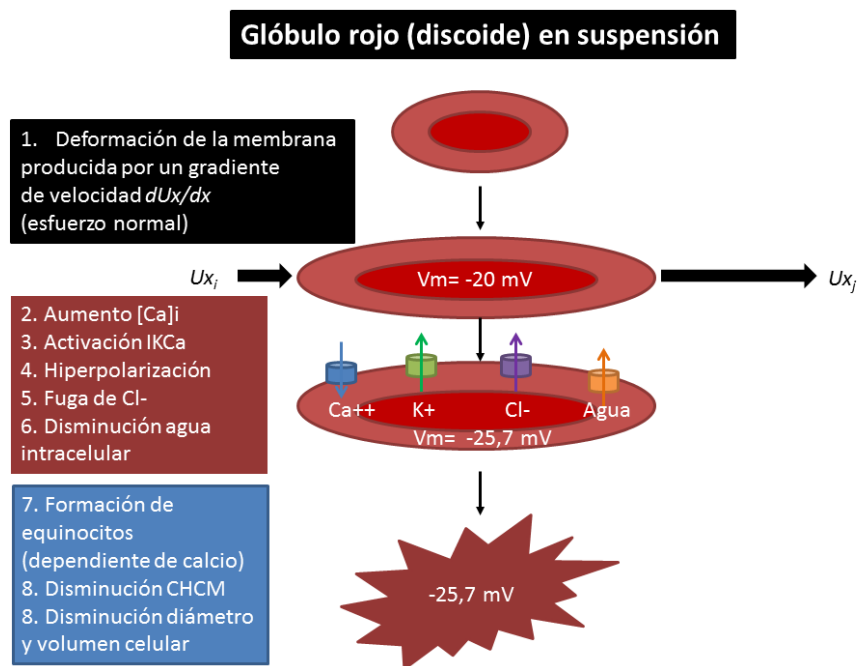 Glóbulo rojo (discoide) en suspensión
1. Deformación de la membrana
producida por un gradiente
de velocidad dUx/dx
(esfuerzo normal)
Uxi
Vm= -20 mV
Uxj
2. Aumento [Ca]i
3. Activación IKCa
4. Hiperpolarización
5. Fuga de Cl-
6. Disminución agua
intracelular
Ca++ K+ Cl- Agua
Vm= -25,7 mV
7. Formación de
equinocitos
(dependiente de calcio)
8. Disminución CHCM
8. Disminución diámetro
y volumen celular
-25,7 mV